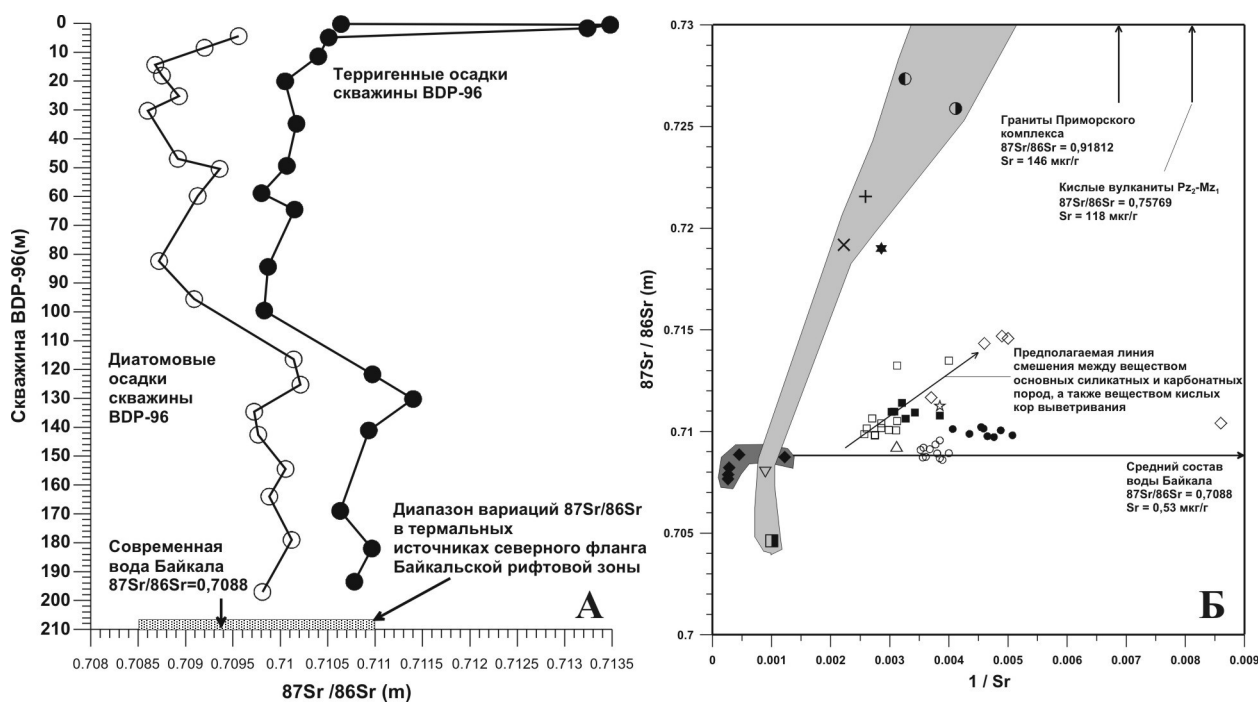 Скважина BDP-96(м)
0
10
20
30
40
50
60
70
80
90
100
110
120
130
140
150
160
170
180
190
200
210
Терригенные осадки
скважины BDP-96
Диатомовые
осадки
скважины
BDP-96
Современная
вода Байкала
87Sr/86Sr=0,7088
Диапазон вариаций 87Sr/86Sr
в термальных
источниках северного фланга
Байкальской рифтовой зоны
А
0.708 0.7085 0.709 0.7095 0.71 0.7105 0.711 0.7115 0.712 0.7125 0.713 0.7135
87Sr /86Sr (m)
87Sr / 86Sr (m)
0.73
0.725
0.72
0.715
0.71
0.705
0.7
Граниты Приморского
комплекса
87Sr/86Sr = 0,91812
Sr = 146 мкг/г
Кислые вулканиты Pz₂-Mz₁
87Sr/86Sr = 0,75769
Sr = 118 мкг/г
Предполагаемая линия
смешения между веществом
основных силикатных и карбонатных
пород, а также веществом кислых
кор выветривания
Средний состав
воды Байкала
87Sr/86Sr = 0,7088
Sr = 0,53 мкг/г
Б
0 0.001 0.002 0.003 0.004 0.005 0.006 0.007 0.008 0.009
1 / Sr